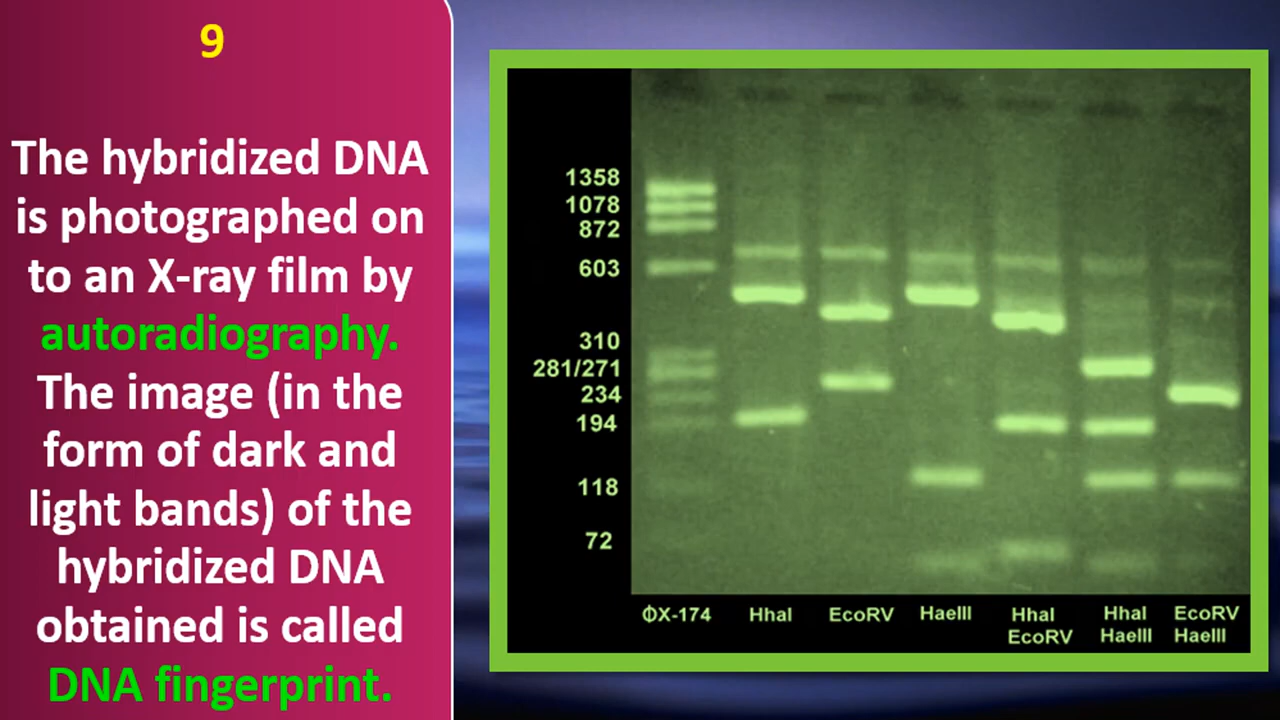 9
The hybridized DNA
is photographed on
to an X-ray film by
autoradiography.
The image (in the
form of dark and
light bands) of the
hybridized DNA
obtained is called
DNA fingerprint.
1358
1078
872
603
310
281/271
234
194
118
72
ΦX-174 HhaI EcoRV HaeIII HhaI HhaI EcoRV
EcoRV HaeIII HaeIII